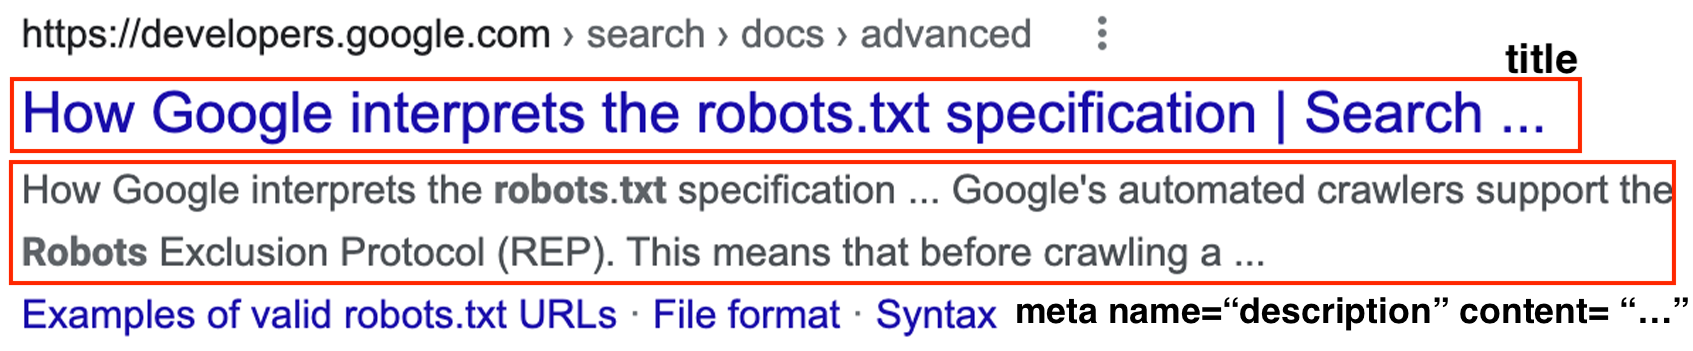 https://developers.google.com › search › docs › advanced
title
How Google interprets the robots.txt specification | Search ...
How Google interprets the robots.txt specification ... Google's automated crawlers support the
Robots Exclusion Protocol (REP). This means that before crawling a ...
Examples of valid robots.txt URLs · File format · Syntax
meta name=“description” content= “...”